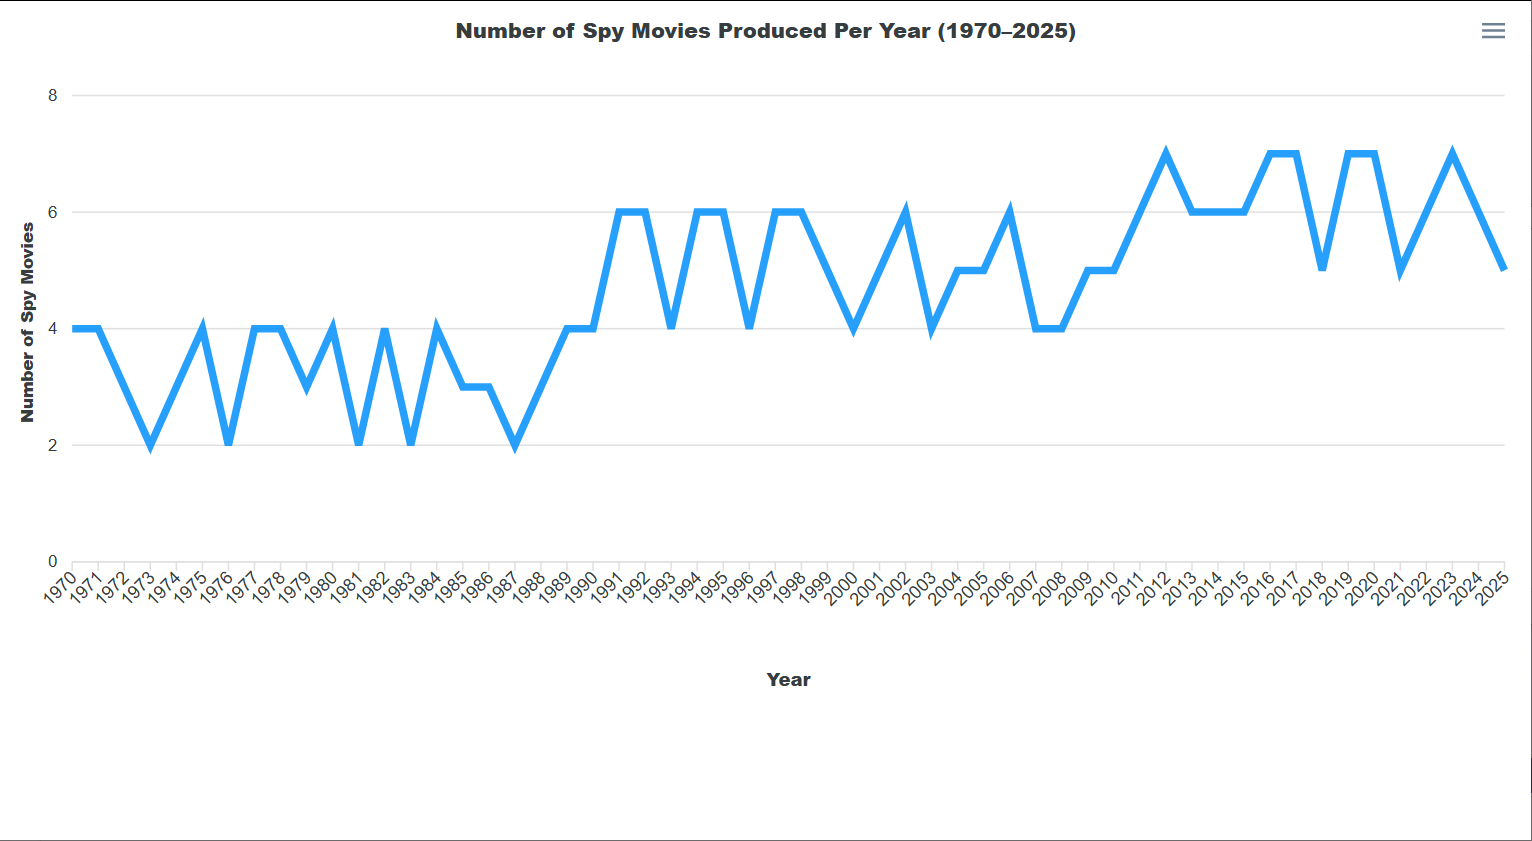 Number of Spy Movies Produced Per Year (1970–2025)
8
6
4
2
0
Number of Spy Movies
1970 1971 1972 1973 1974 1975 1976 1977 1978 1979 1980 1981 1982 1983 1984 1985 1986 1987 1988 1989 1990 1991 1992 1993 1994 1995 1996 1997 1998 1999 2000 2001 2002 2003 2004 2005 2006 2007 2008 2009 2010 2011 2012 2013 2014 2015 2016 2017 2018 2019 2020 2021 2022 2023 2024 2025
Year